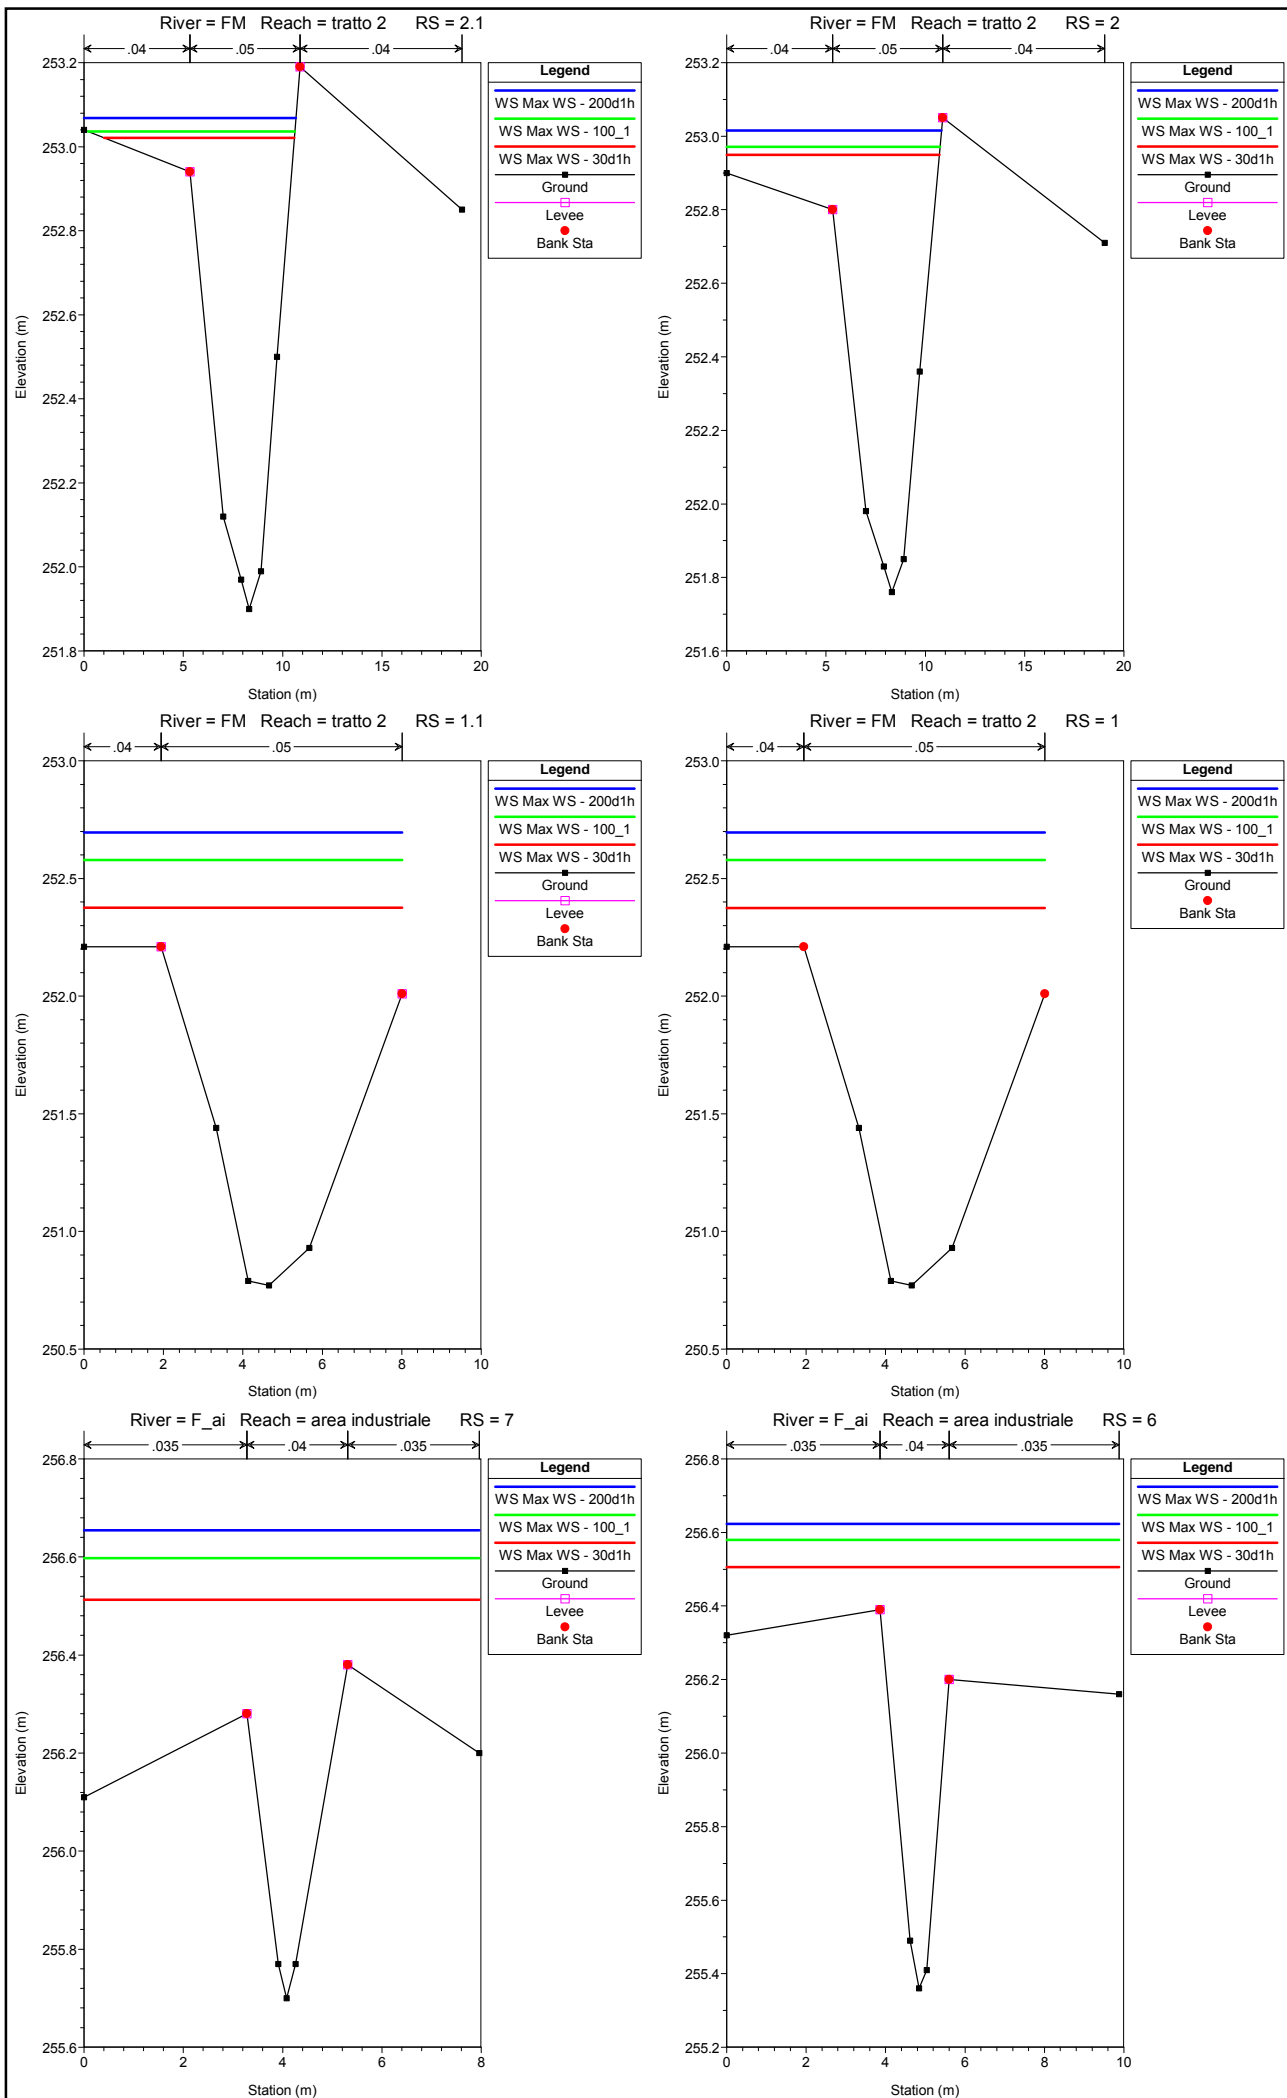 River = FM Reach = tratto 2 RS = 2.1
.04 .05 .04
253.2
253.0
252.8
252.6
252.4
252.2
252.0
251.8
Elevation (m)
0 5 10 15 20
Station (m)
Legend
WS Max WS - 200d1h
WS Max WS - 100_1
WS Max WS - 30d1h
Ground
Levee
Bank Sta
River = FM Reach = tratto 2 RS = 2
.04 .05 .04
253.2
253.0
252.8
252.6
252.4
252.2
252.0
251.8
251.6
Elevation (m)
0 5 10 15 20
Station (m)
Legend
WS Max WS - 200d1h
WS Max WS - 100_1
WS Max WS - 30d1h
Ground
Levee
Bank Sta
River = FM Reach = tratto 2 RS = 1.1
.04 .05
253.0
252.5
252.0
251.5
251.0
250.5
Elevation (m)
0 2 4 6 8 10
Station (m)
Legend
WS Max WS - 200d1h
WS Max WS - 100_1
WS Max WS - 30d1h
Ground
Levee
Bank Sta
River = FM Reach = tratto 2 RS = 1
.04 .05
253.0
252.5
252.0
251.5
251.0
250.5
Elevation (m)
0 2 4 6 8 10
Station (m)
Legend
WS Max WS - 200d1h
WS Max WS - 100_1
WS Max WS - 30d1h
Ground
Bank Sta
River = F_ai Reach = area industriale RS = 7
.035 .04 .035
256.8
256.6
256.4
256.2
256.0
255.8
255.6
Elevation (m)
0 2 4 6 8
Station (m)
Legend
WS Max WS - 200d1h
WS Max WS - 100_1
WS Max WS - 30d1h
Ground
Levee
Bank Sta
River = F_ai Reach = area industriale RS = 6
.035 .04 .035
256.8
256.6
256.4
256.2
256.0
255.8
255.6
255.4
255.2
Elevation (m)
0 2 4 6 8 10
Station (m)
Legend
WS Max WS - 200d1h
WS Max WS - 100_1
WS Max WS - 30d1h
Ground
Levee
Bank Sta